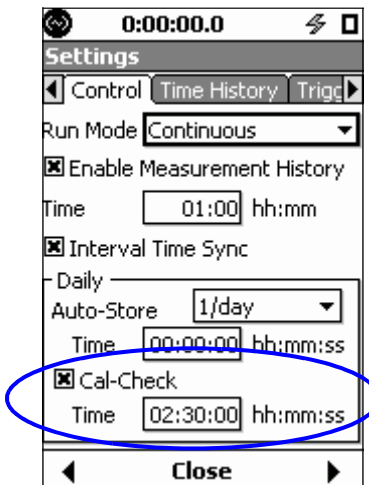 0:00:00.0
Settings
Control Time History Trigg
Run Mode Continuous
Enable Measurement History
Time 01:00 hh:mm
Interval Time Sync
Daily
Auto-Store 1/day
Time 00:00:00 hh:mm:ss
Cal-Check
Time 02:30:00 hh:mm:ss
Close